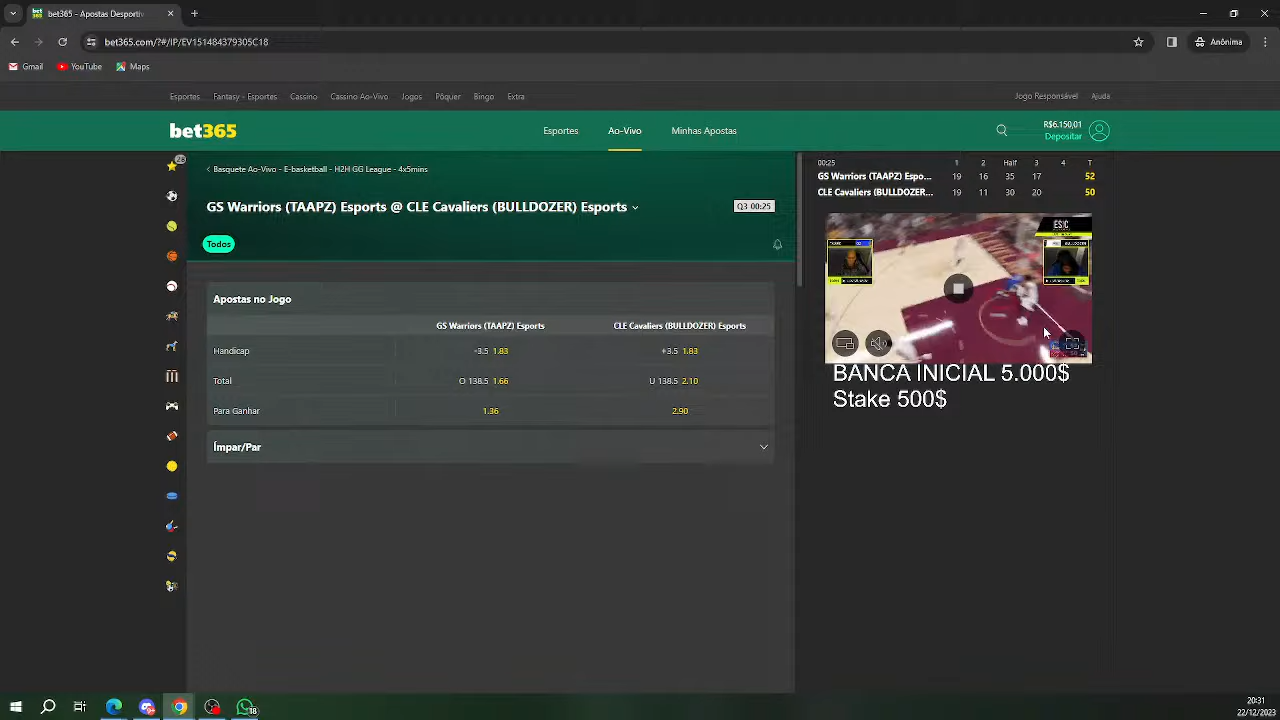 bet365 - Apostas Desportiv
bet365.com/?#/IP/EV151484379305C18
Anônima
Gmail YouTube Maps
Esportes Fantasy - Esportes Cassino Cassino Ao-Vivo Jogos Pôquer Bingo Extra Jogo Responsável Ajuda
bet365 Esportes Ao-Vivo Minhas Apostas
R$6.150,01
Depositar
28
Basquete Ao-Vivo - E-basketball - H2H GG League - 4x5mins
GS Warriors (TAAPZ) Esports @ CLE Cavaliers (BULLDOZER) Esports
Q3 00:25
Todos
Apostas no Jogo
GS Warriors (TAAPZ) Esports CLE Cavaliers (BULLDOZER) Esports
Handicap -3.5 1.83 +3.5 1.83
Total O 138.5 1.66 U 138.5 2.10
Para Ganhar 1.36 2.90
Ímpar/Par
00:25 1 2 Half 3 4 T
GS Warriors (TAAPZ) Espo... 19 16 35 17 52
CLE Cavaliers (BULLDOZER... 19 11 30 20 50
BULLDOZER
BANCA INICIAL 5.000$
Stake 500$
18
20:31
22/12/2023